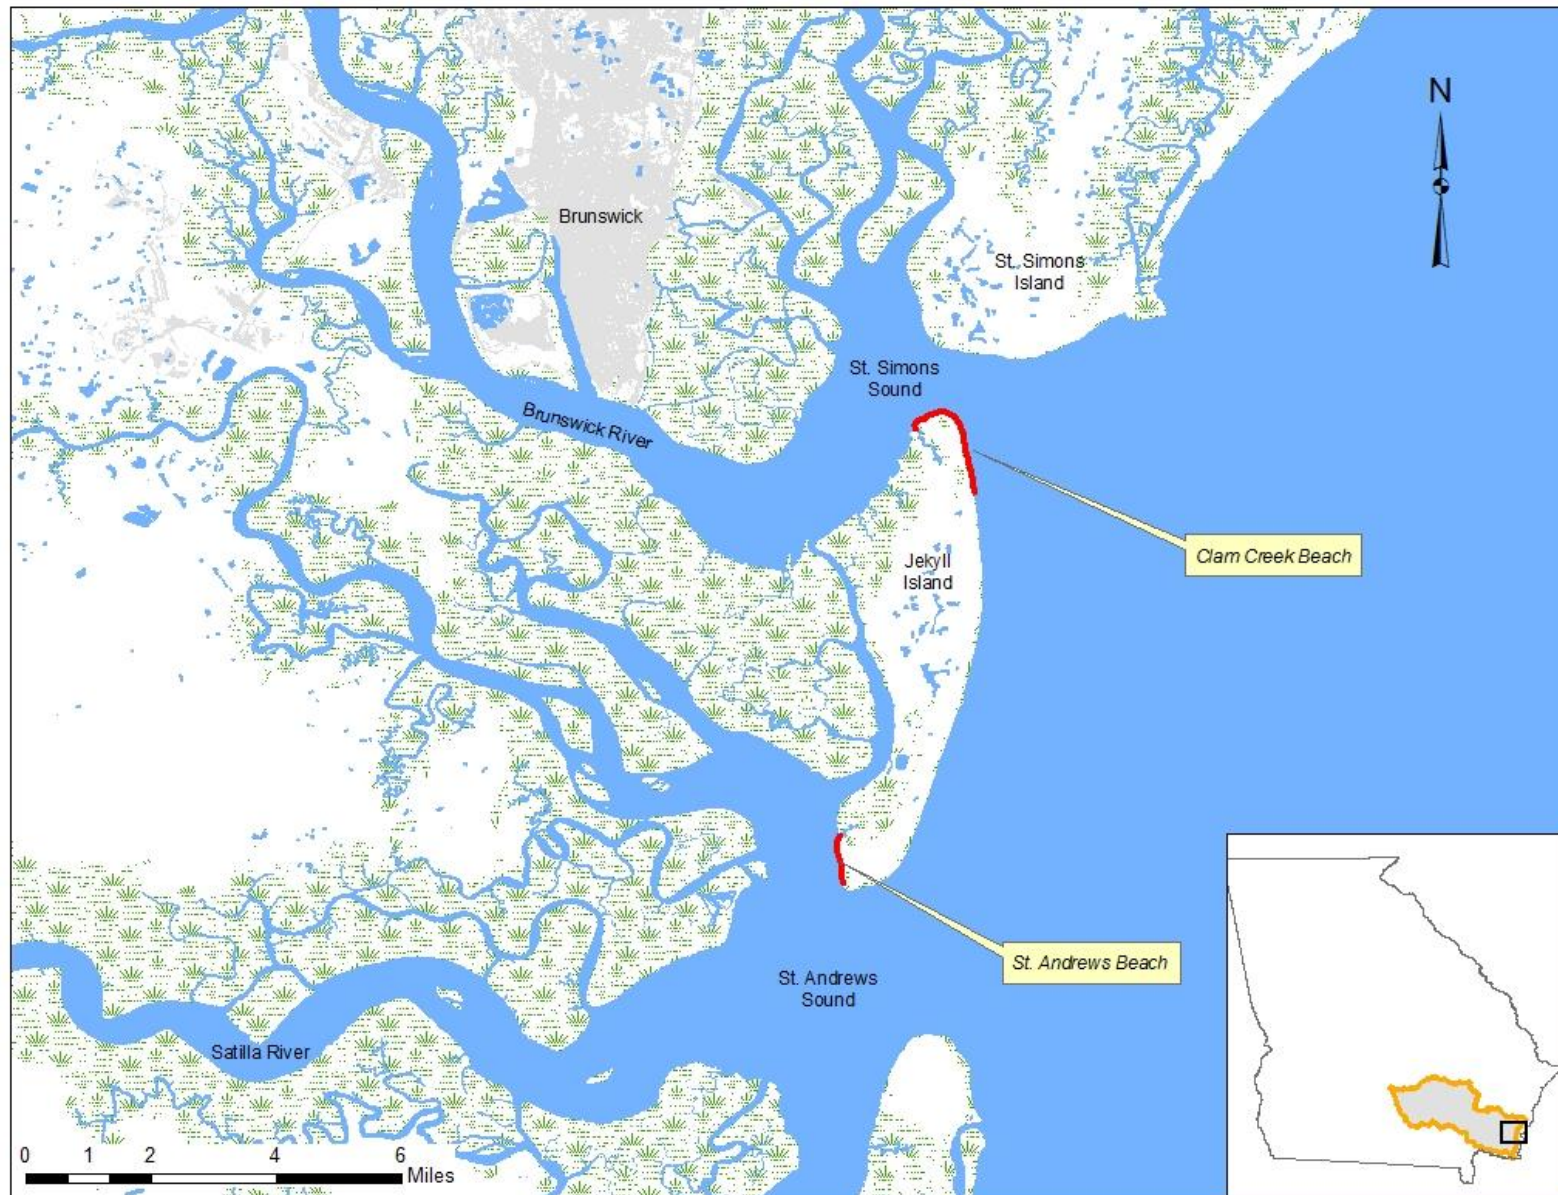 N
Brunswick
St. Simons
Island
St. Simons
Sound
Brunswick River
Clam Creek Beach
Jekyll
Island
St. Andrews Beach
St. Andrews
Sound
Satilla River
0 1 2 4 6
Miles